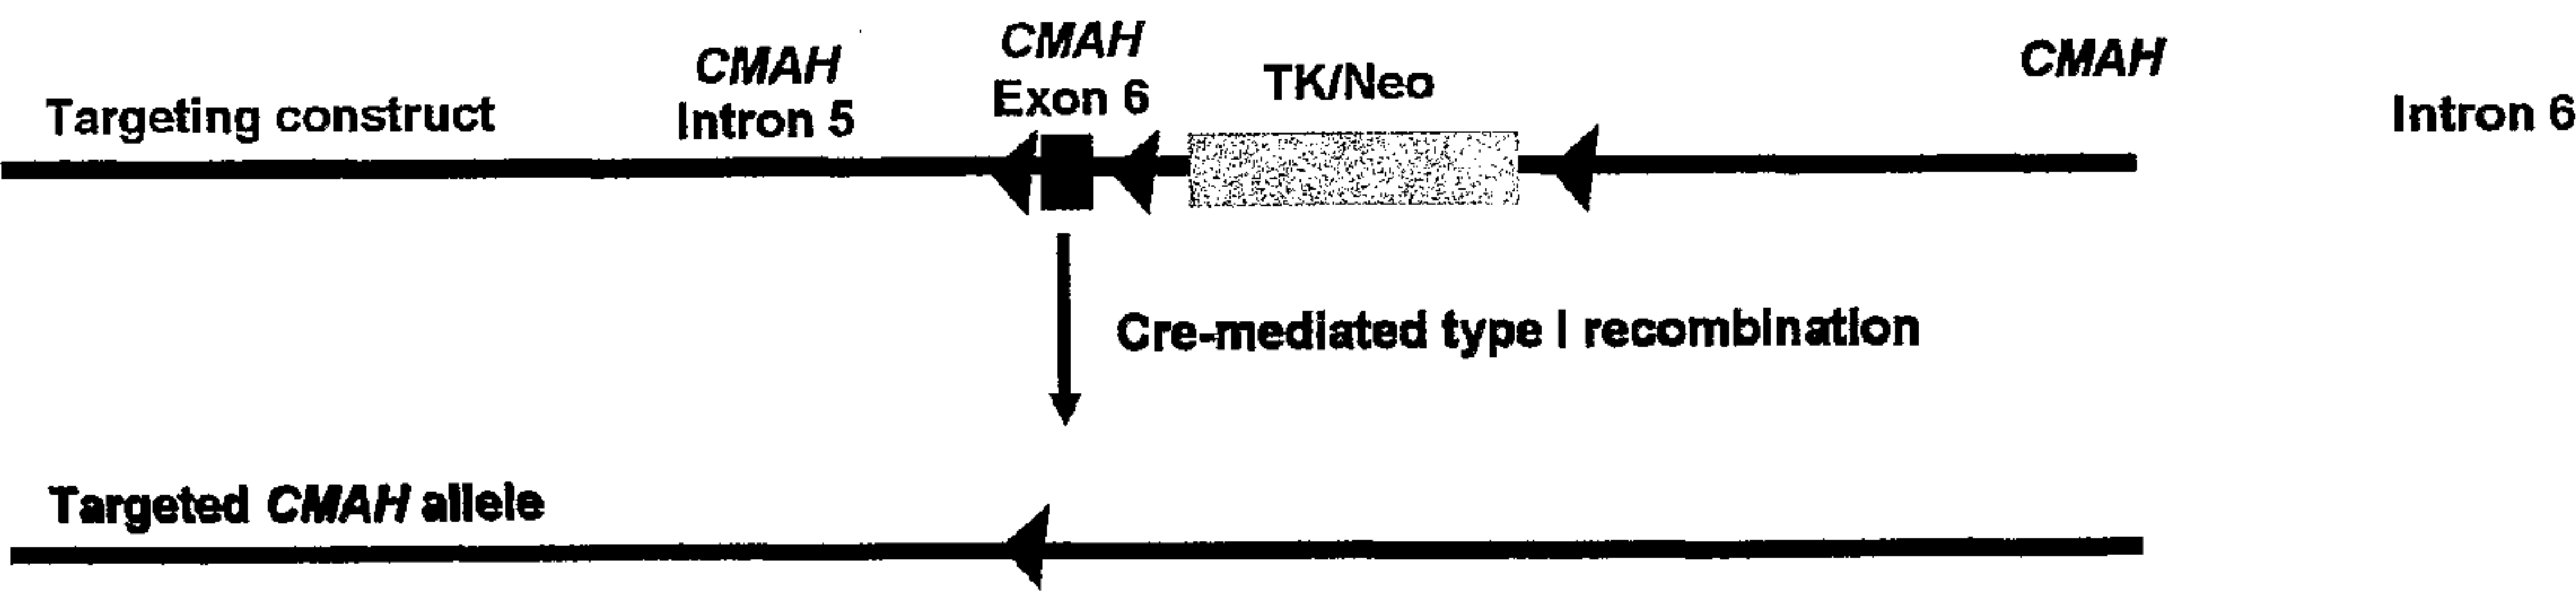 Targeting construct
CMAH
Intron 5
CMAH
Exon 6
TK/Neo
CMAH
Intron 6
Cre-mediated type I recombination
Targeted CMAH allele